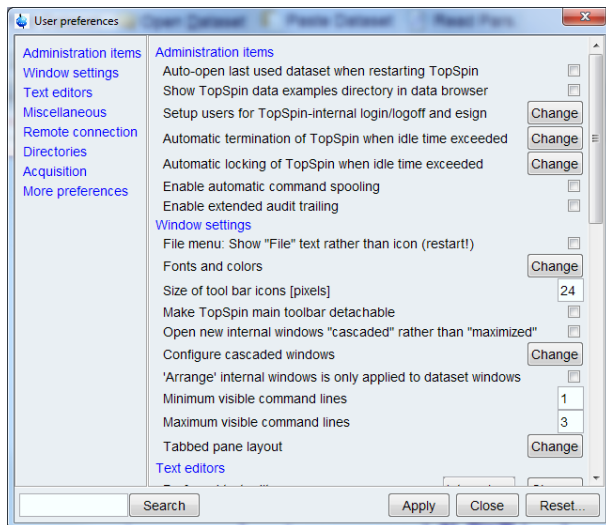 Open Dataset Paste Dataset Read Pars.
User preferences
Administration items
Window settings
Text editors
Miscellaneous
Remote connection
Directories
Acquisition
More preferences
Administration items
Auto-open last used dataset when restarting TopSpin
Show TopSpin data examples directory in data browser
Setup users for TopSpin-internal login/logoff and esign Change
Automatic termination of TopSpin when idle time exceeded Change
Automatic locking of TopSpin when idle time exceeded Change
Enable automatic command spooling
Enable extended audit trailing
Window settings
File menu: Show "File" text rather than icon (restart!)
Fonts and colors Change
Size of tool bar icons [pixels] 24
Make TopSpin main toolbar detachable
Open new internal windows "cascaded" rather than "maximized"
Configure cascaded windows Change
'Arrange' internal windows is only applied to dataset windows
Minimum visible command lines 1
Maximum visible command lines 3
Tabbed pane layout Change
Text editors
Search Apply Close Reset...